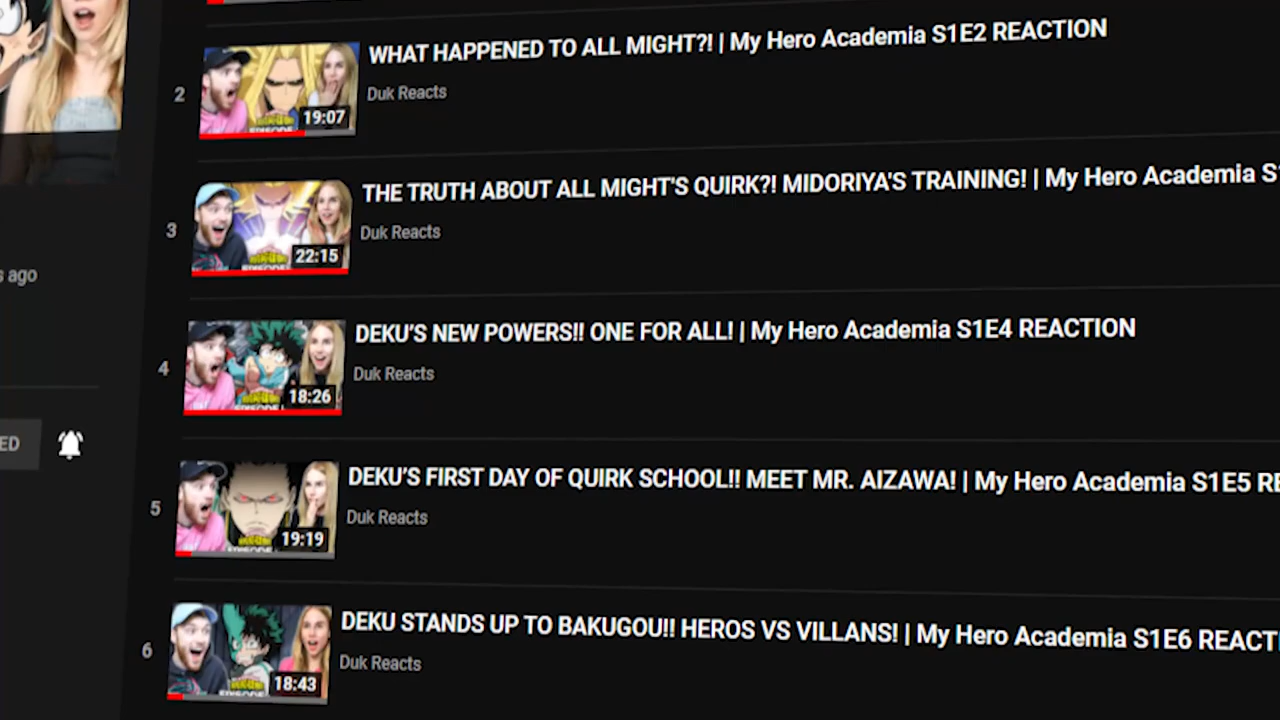 2
WHAT HAPPENED TO ALL MIGHT?! | My Hero Academia S1E2 REACTION
Duk Reacts
19:07
3
THE TRUTH ABOUT ALL MIGHT'S QUIRK?! MIDORIYA'S TRAINING! | My Hero Academia S1
Duk Reacts
22:15
s ago
4
DEKU'S NEW POWERS!! ONE FOR ALL! | My Hero Academia S1E4 REACTION
Duk Reacts
18:26
ED
5
DEKU'S FIRST DAY OF QUIRK SCHOOL!! MEET MR. AIZAWA! | My Hero Academia S1E5 RE
Duk Reacts
19:19
6
DEKU STANDS UP TO BAKUGOU!! HEROS VS VILLANS! | My Hero Academia S1E6 REACTI
Duk Reacts
18:43